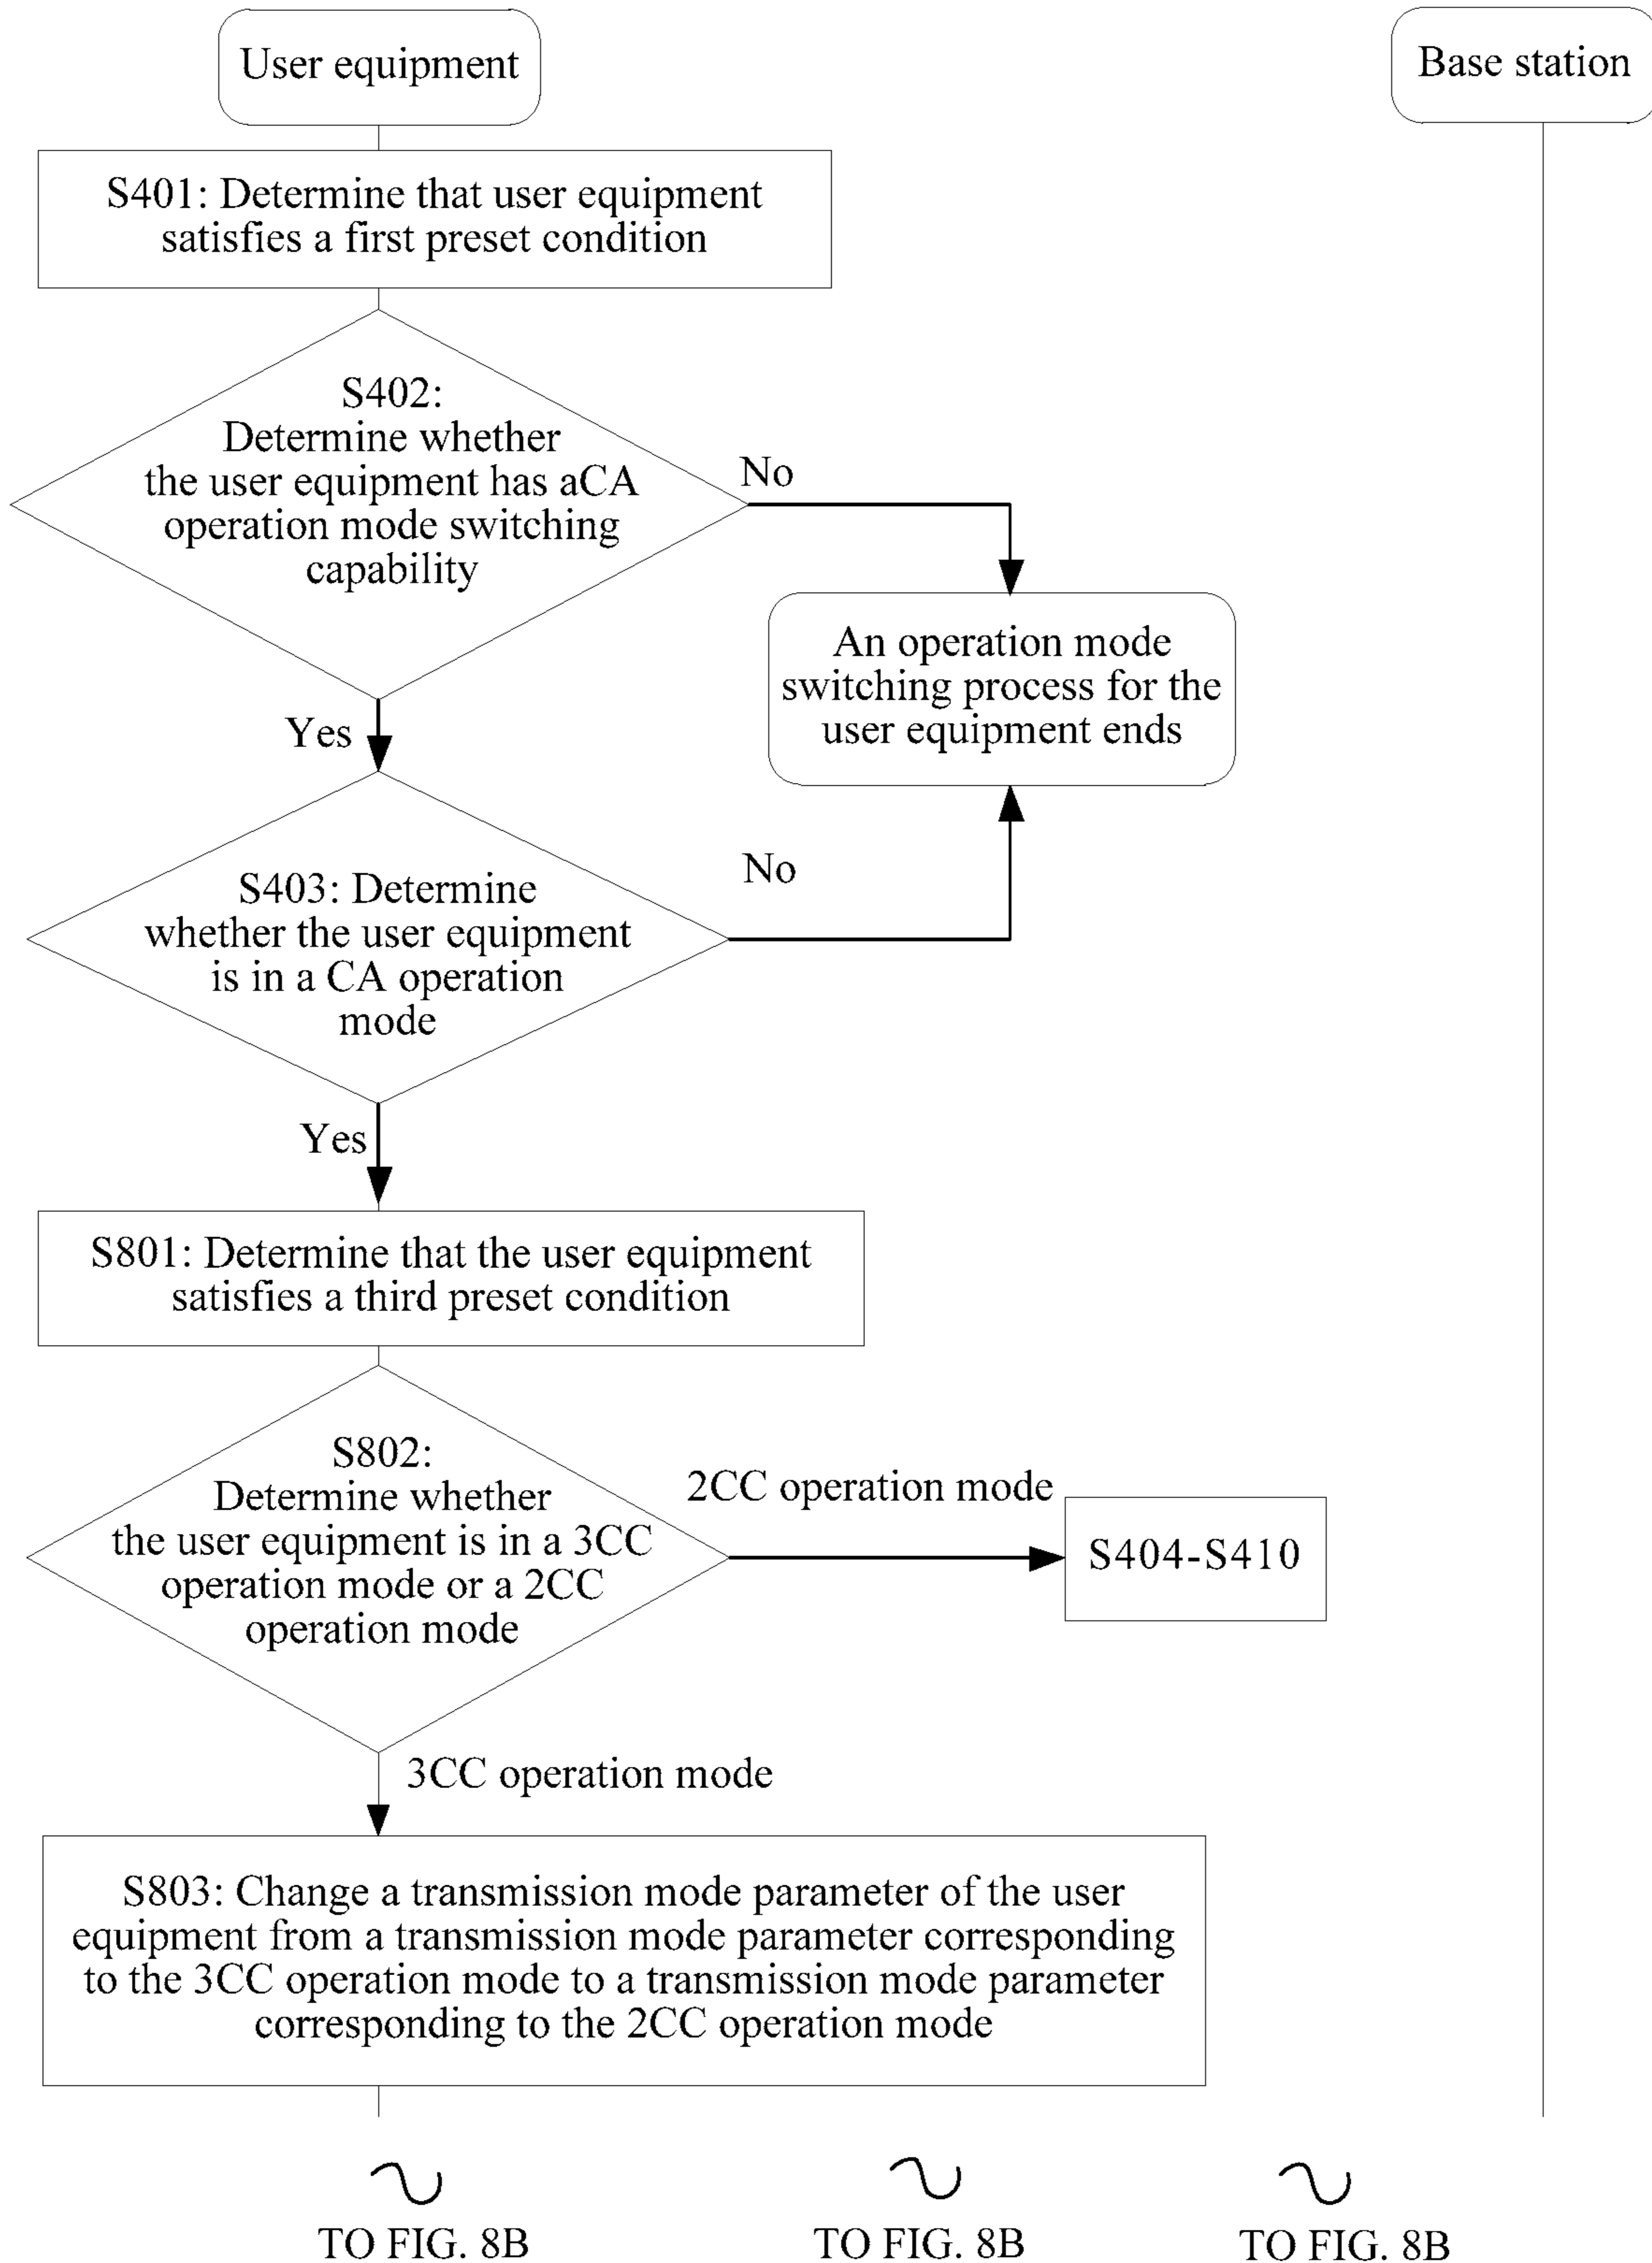 User equipment
Base station
S401: Determine that user equipment
satisfies a first preset condition
S402:
Determine whether
the user equipment has aCA
operation mode switching
capability
No
An operation mode
switching process for the
user equipment ends
Yes
S403: Determine
whether the user equipment
is in a CA operation
mode
No
Yes
S801: Determine that the user equipment
satisfies a third preset condition
S802:
Determine whether
the user equipment is in a 3CC
operation mode or a 2CC
operation mode
2CC operation mode
S404-S410
3CC operation mode
S803: Change a transmission mode parameter of the user
equipment from a transmission mode parameter corresponding
to the 3CC operation mode to a transmission mode parameter
corresponding to the 2CC operation mode
TO FIG. 8B
TO FIG. 8B
TO FIG. 8B